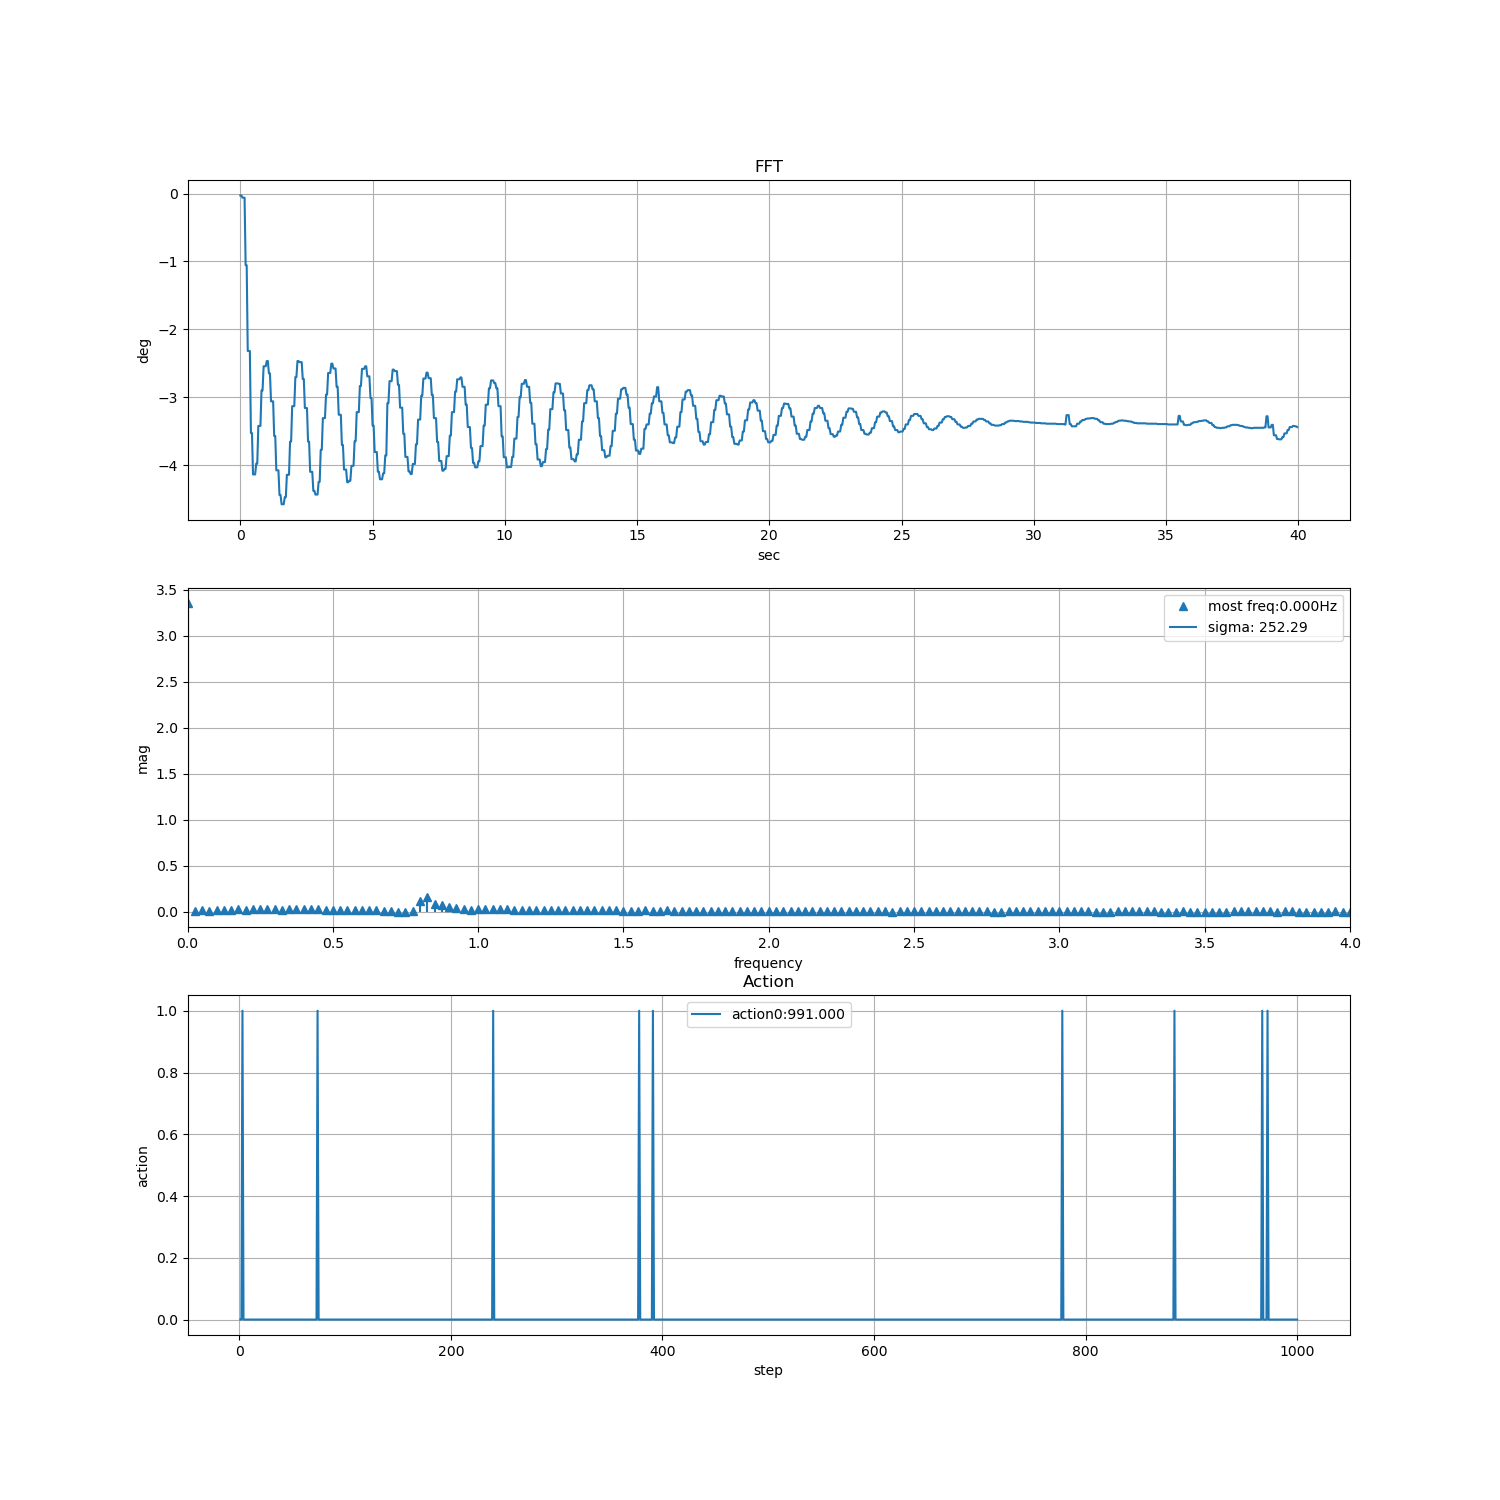 FFT
0
−1
−2
−3
−4
deg
0 5 10 15 20 25 30 35 40
sec
3.5
3.0
2.5
2.0
1.5
1.0
0.5
0.0
mag
most freq:0.000Hz
sigma: 252.29
0.0 0.5 1.0 1.5 2.0 2.5 3.0 3.5 4.0
frequency
Action
1.0
0.8
0.6
0.4
0.2
0.0
action
action0:991.000
0 200 400 600 800 1000
step